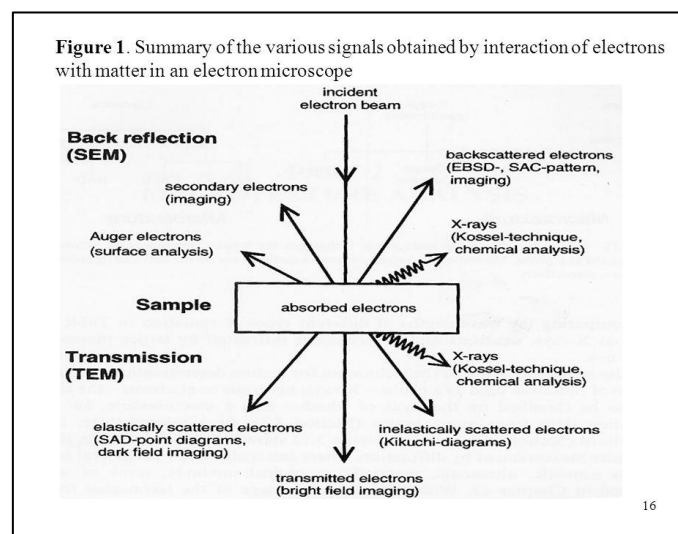 Figure 1. Summary of the various signals obtained by interaction of electrons
with matter in an electron microscope
incident
electron beam
Back reflection
(SEM)
backscattered electrons
(EBSD-, SAC-pattern,
imaging)
secondary electrons
(imaging)
Auger electrons
(surface analysis)
X-rays
(Kossel-technique,
chemical analysis)
Sample
absorbed electrons
Transmission
(TEM)
X-rays
(Kossel-technique,
chemical analysis)
elastically scattered electrons
(SAD-point diagrams,
dark field imaging)
inelastically scattered electrons
(Kikuchi-diagrams)
transmitted electrons
(bright field imaging)
16